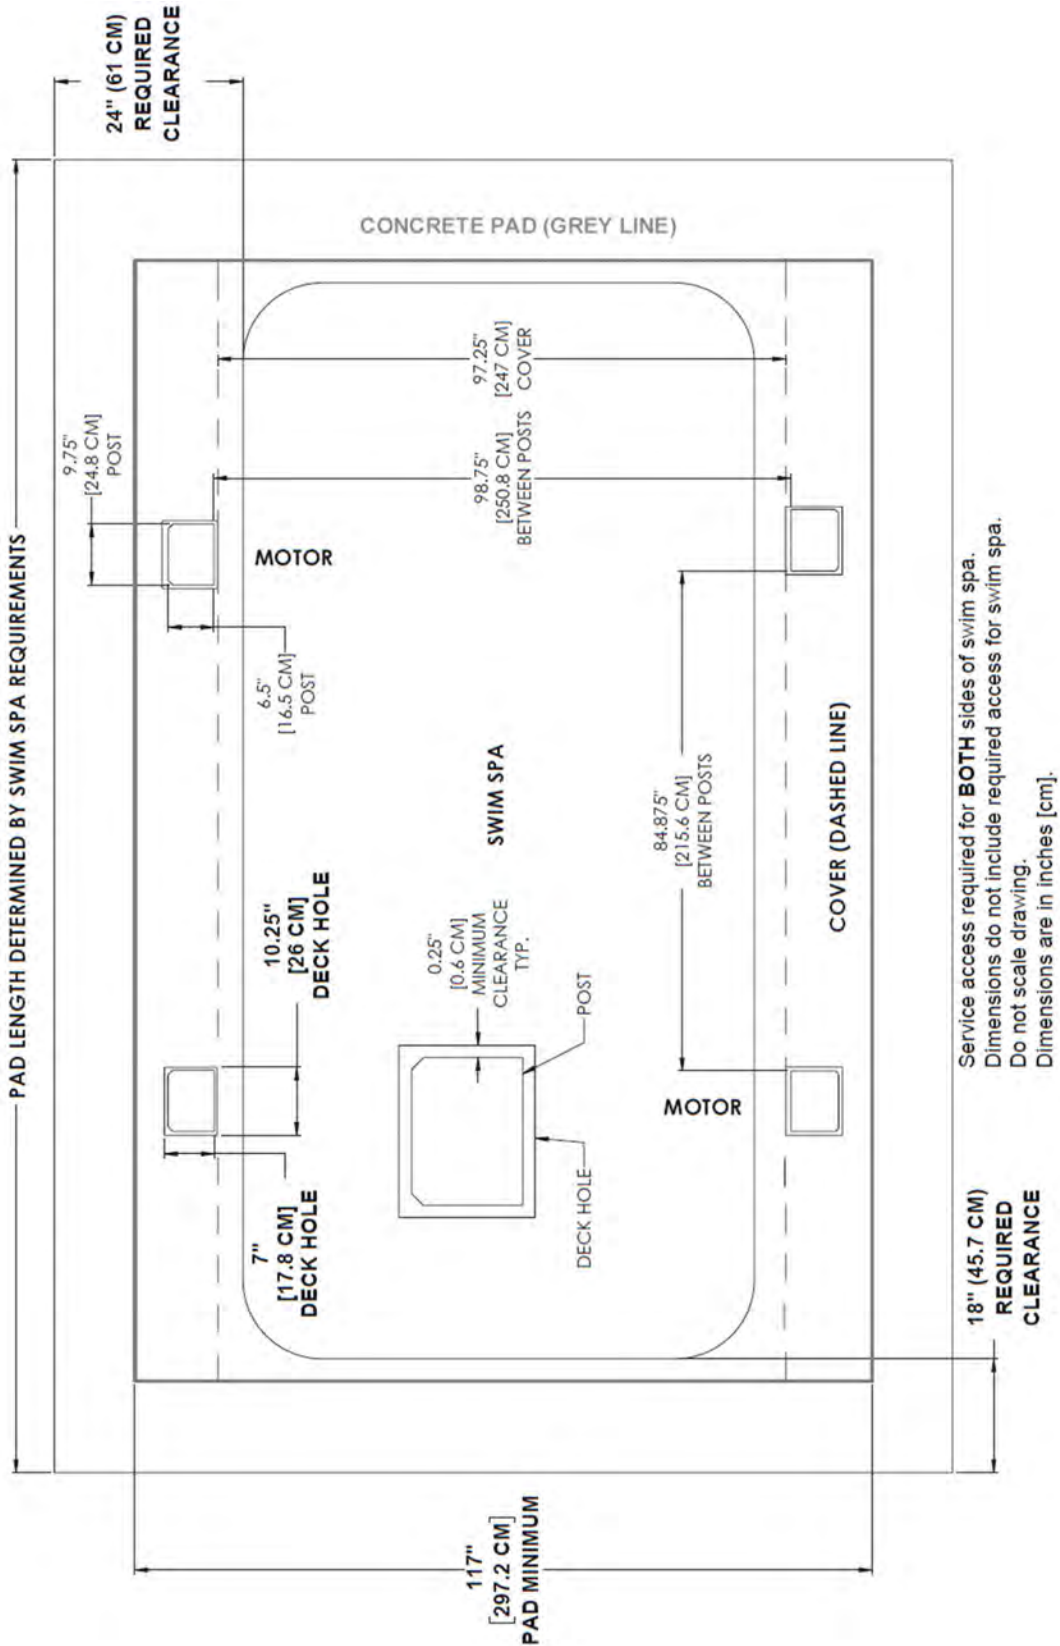 PAD LENGTH DETERMINED BY SWIM SPA REQUIREMENTS
24" (61 CM)
REQUIRED
CLEARANCE
CONCRETE PAD (GREY LINE)
9.75"
[24.8 CM]
POST
MOTOR
97.25"
[247 CM]
COVER
98.75"
[250.8 CM]
BETWEEN POSTS
6.5"
[16.5 CM]
POST
SWIM SPA
84.875"
[215.6 CM]
BETWEEN POSTS
COVER (DASHED LINE)
10.25"
[26 CM]
DECK HOLE
0.25"
[0.6 CM]
MINIMUM
CLEARANCE
TYP.
POST
MOTOR
DECK HOLE
7"
[17.8 CM]
DECK HOLE
117"
[297.2 CM]
PAD MINIMUM
18" (45.7 CM)
REQUIRED
CLEARANCE
Service access required for BOTH sides of swim spa.
Dimensions do not include required access for swim spa.
Do not scale drawing.
Dimensions are in inches [cm].